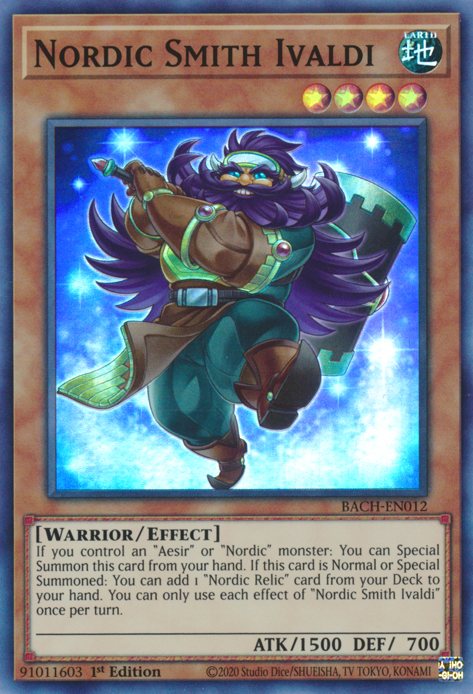 Nordic Smith Ivaldi
EARTH
地
BACH-EN012
[Warrior/Effect]
If you control an "Aesir" or "Nordic" monster: You can Special
Summon this card from your hand. If this card is Normal or Special
Summoned: You can add 1 "Nordic Relic" card from your Deck to
your hand. You can only use each effect of "Nordic Smith Ivaldi"
once per turn.
ATK/1500 DEF/ 700
91011603 1st Edition ©2020 Studio Dice/SHUEISHA, TV TOKYO, KONAMI